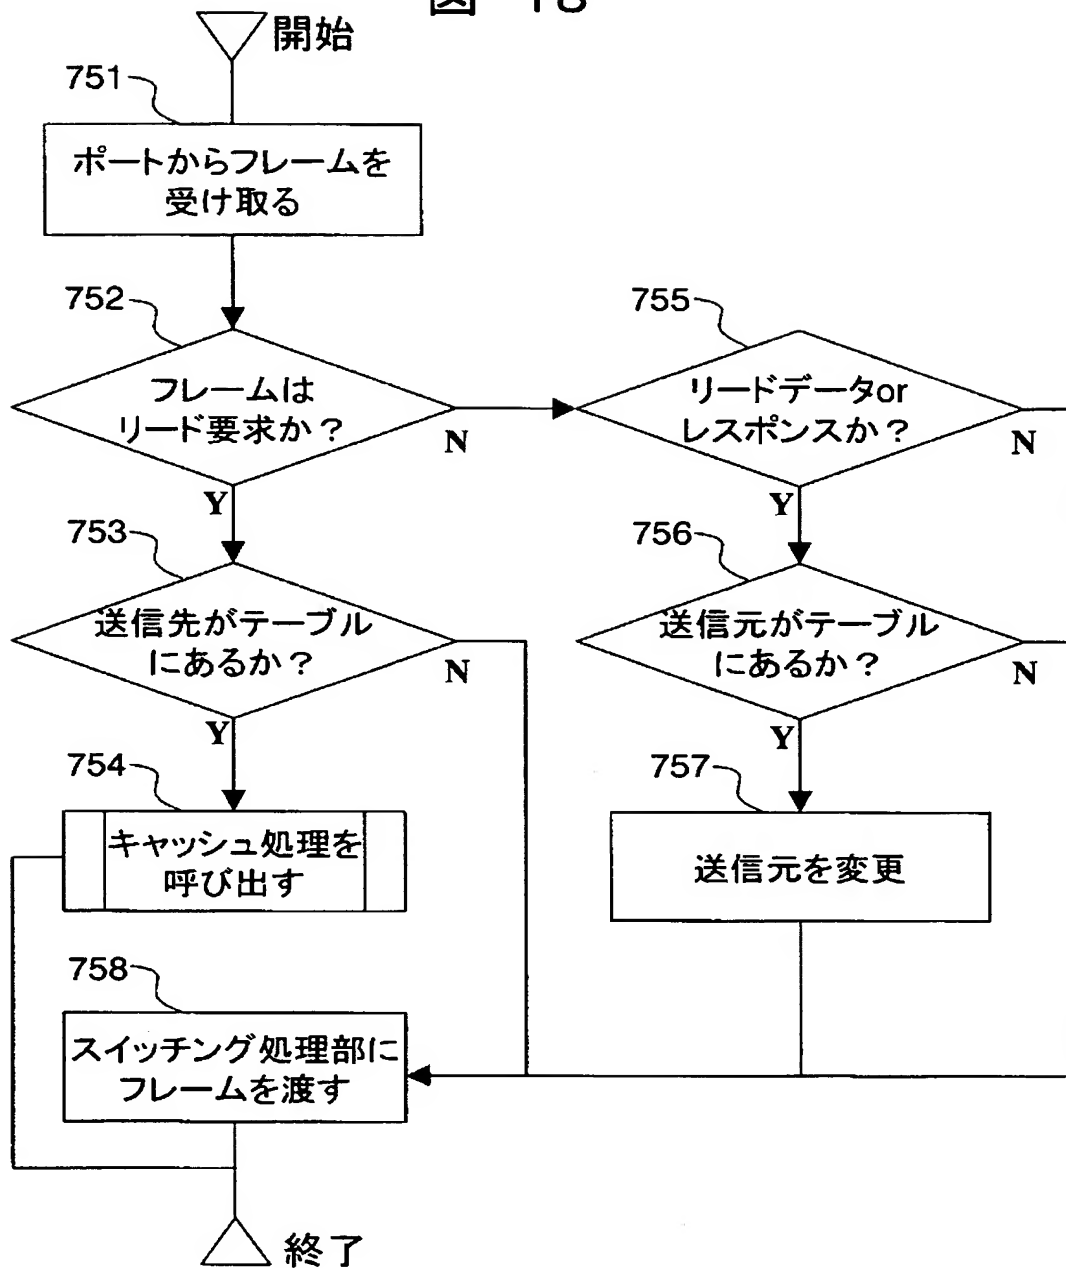 開始
751
ポートからフレームを
受け取る
752
フレームは
リード要求か？
N
Y
755
リードデータor
レスポンスか？
N
Y
753
送信先がテーブル
にあるか？
N
Y
756
送信元がテーブル
にあるか？
N
Y
754
キャッシュ処理を
呼び出す
757
送信元を変更
758
スイッチング処理部に
フレームを渡す
終了